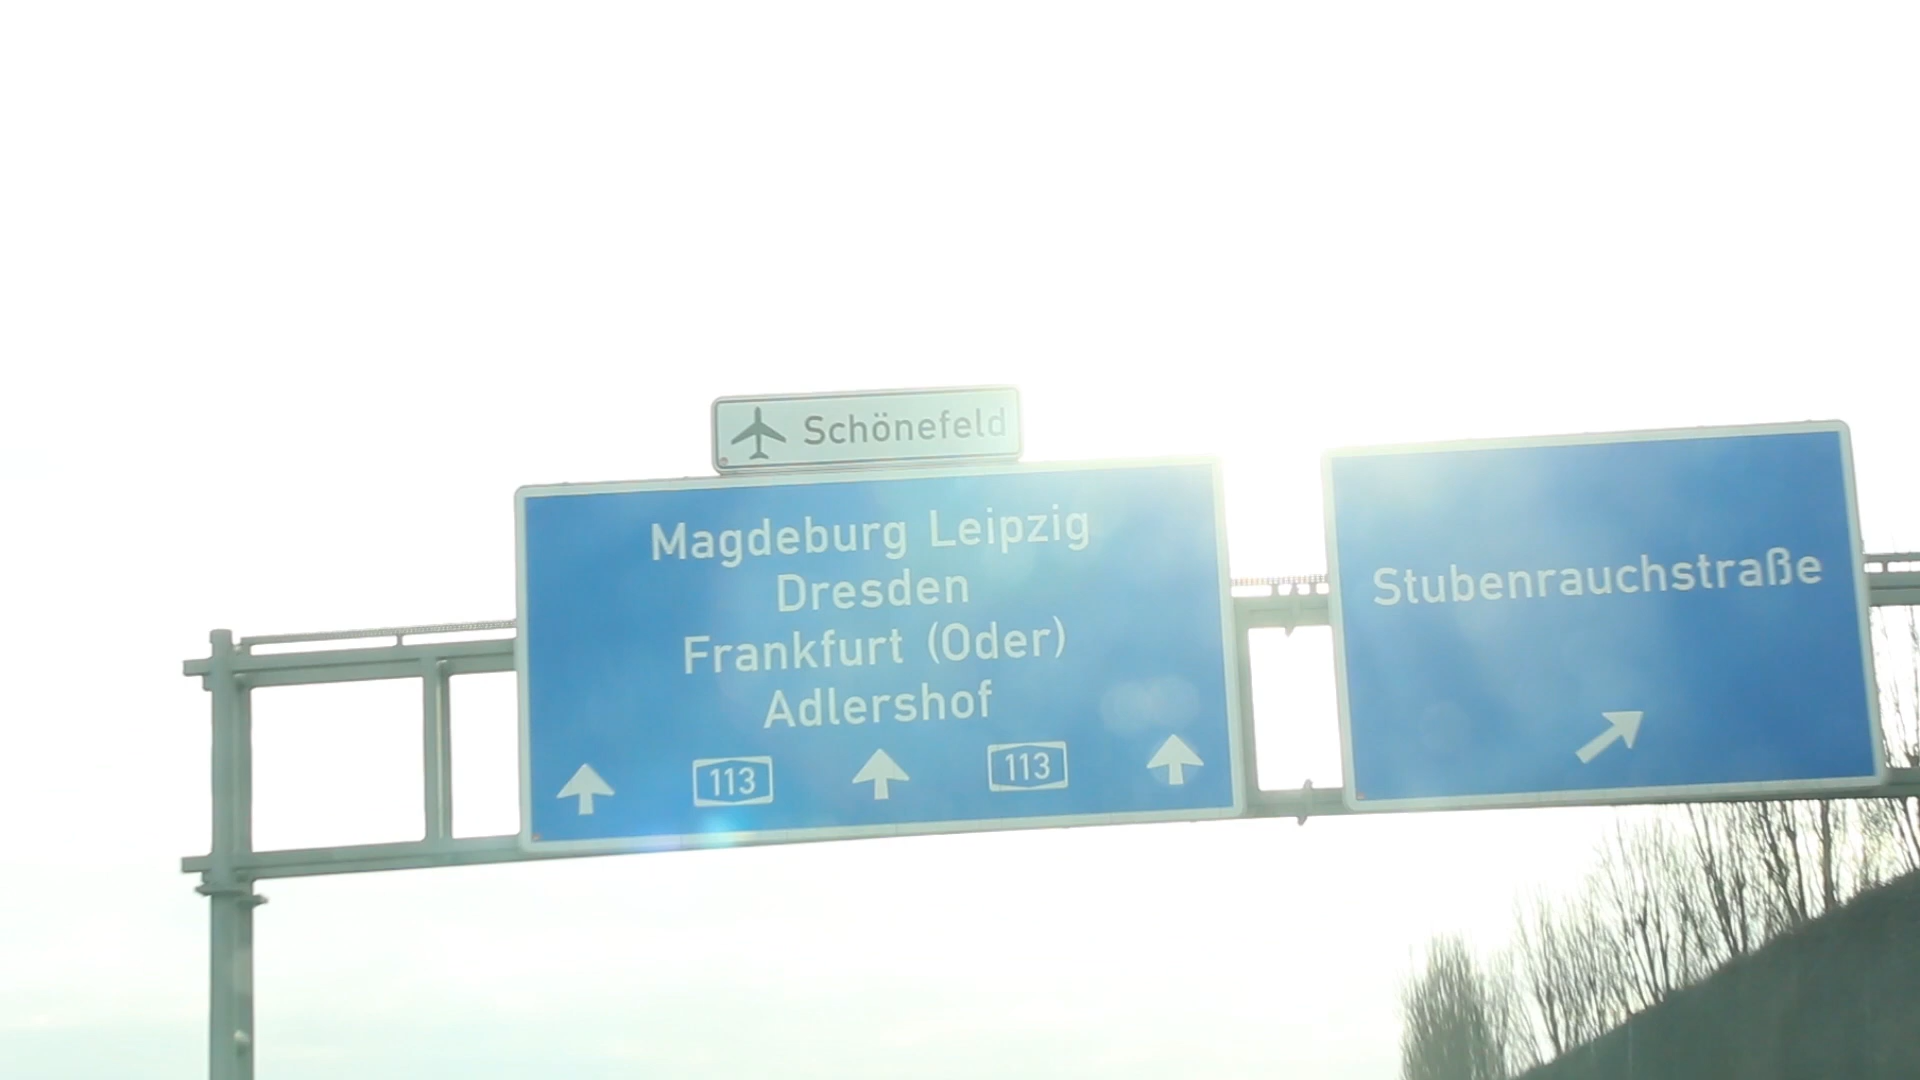 Schönefeld
Magdeburg Leipzig
Dresden
Frankfurt (Oder)
Adlershof
113 113
Stubenrauchstraße